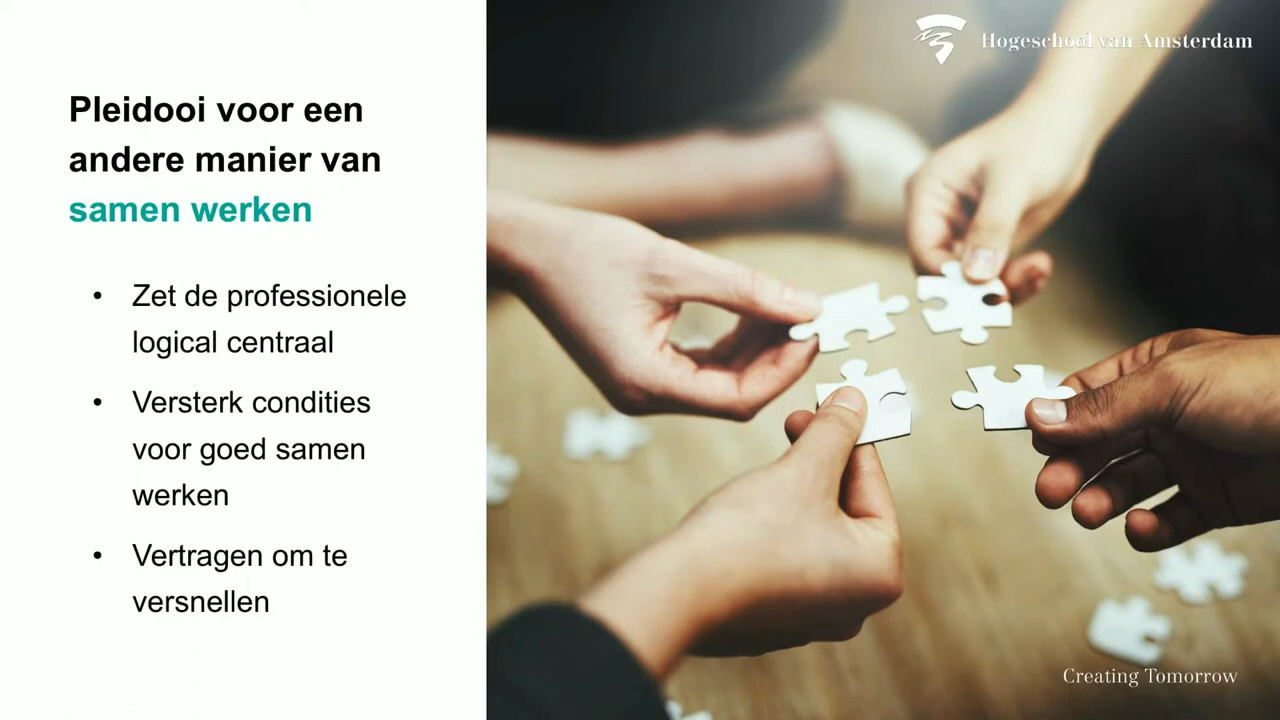 Hogeschool van Amsterdam
Pleidooi voor een
andere manier van
samen werken
• Zet de professionele
logical centraal
• Versterk condities
voor goed samen
werken
• Vertragen om te
versnellen
Creating Tomorrow